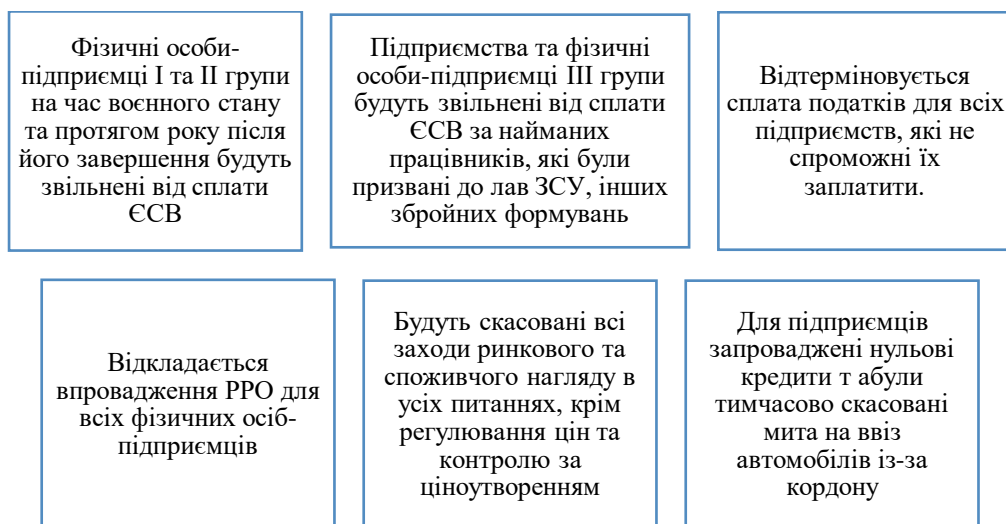 Фізичні особи-
підприємці І та ІІ групи
на час воєнного стану
та протягом року після
його завершення будуть
звільнені від сплати
ЄСВ
Підприємства та фізичні
особи-підприємці ІІІ групи
будуть звільнені від сплати
ЄСВ за найманих
працівників, які були
призвані до лав ЗСУ, інших
збройних формувань
Відтерміновується
сплата податків для всіх
підприємств, які не
спроможні їх
заплатити.
Відкладається
впровадження РРО для
всіх фізичних осіб-
підприємців
Будуть скасовані всі
заходи ринкового та
споживчого нагляду в
усіх питаннях, крім
регулювання цін та
контролю за
ціноутворенням
Для підприємців
запроваджені нульові
кредити т абули
тимчасово скасовані
мита на ввіз
автомобілів із-за
кордону